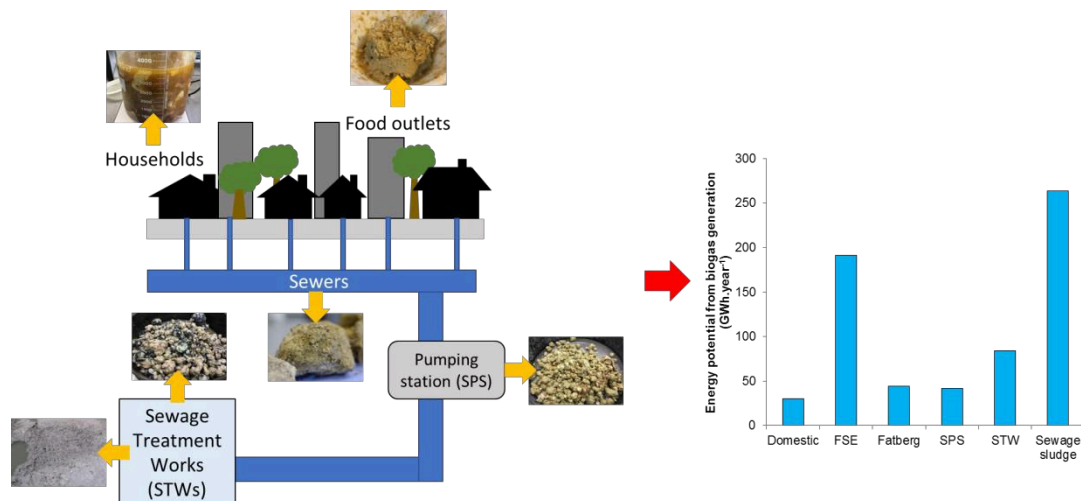 Food outlets
Households
Sewers
Pumping
station (SPS)
Sewage
Treatment
Works
(STWs)
Energy potential from biogas generation
(GWh.year⁻¹)
300
250
200
150
100
50
0
Domestic FSE Fatberg SPS STW Sewage
sludge